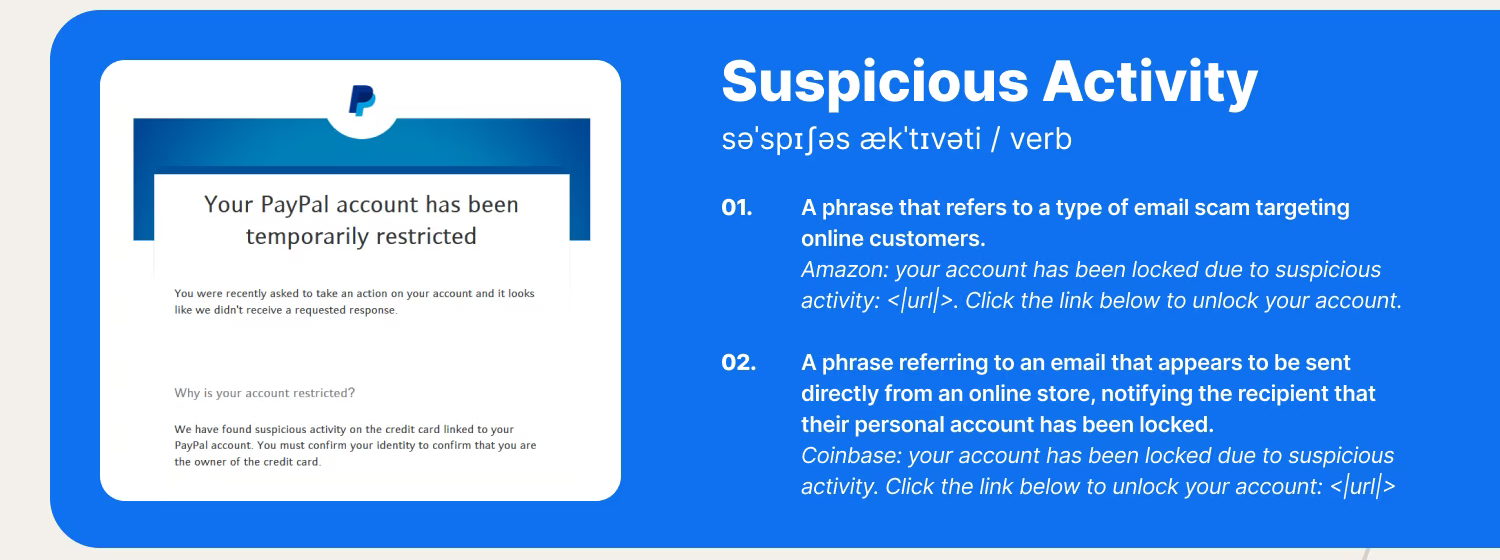 Your PayPal account has been
temporarily restricted
You were recently asked to take an action on your account and it looks
like we didn't receive a requested response.
Why is your account restricted?
We have found suspicious activity on the credit card linked to your
PayPal account. You must confirm your identity to confirm that you are
the owner of the credit card.
Suspicious Activity
səˈspɪʃəs ækˈtɪvəti / verb
01. A phrase that refers to a type of email scam targeting
online customers.
Amazon: your account has been locked due to suspicious
activity: <|url|>. Click the link below to unlock your account.
02. A phrase referring to an email that appears to be sent
directly from an online store, notifying the recipient that
their personal account has been locked.
Coinbase: your account has been locked due to suspicious
activity. Click the link below to unlock your account: <|url|>